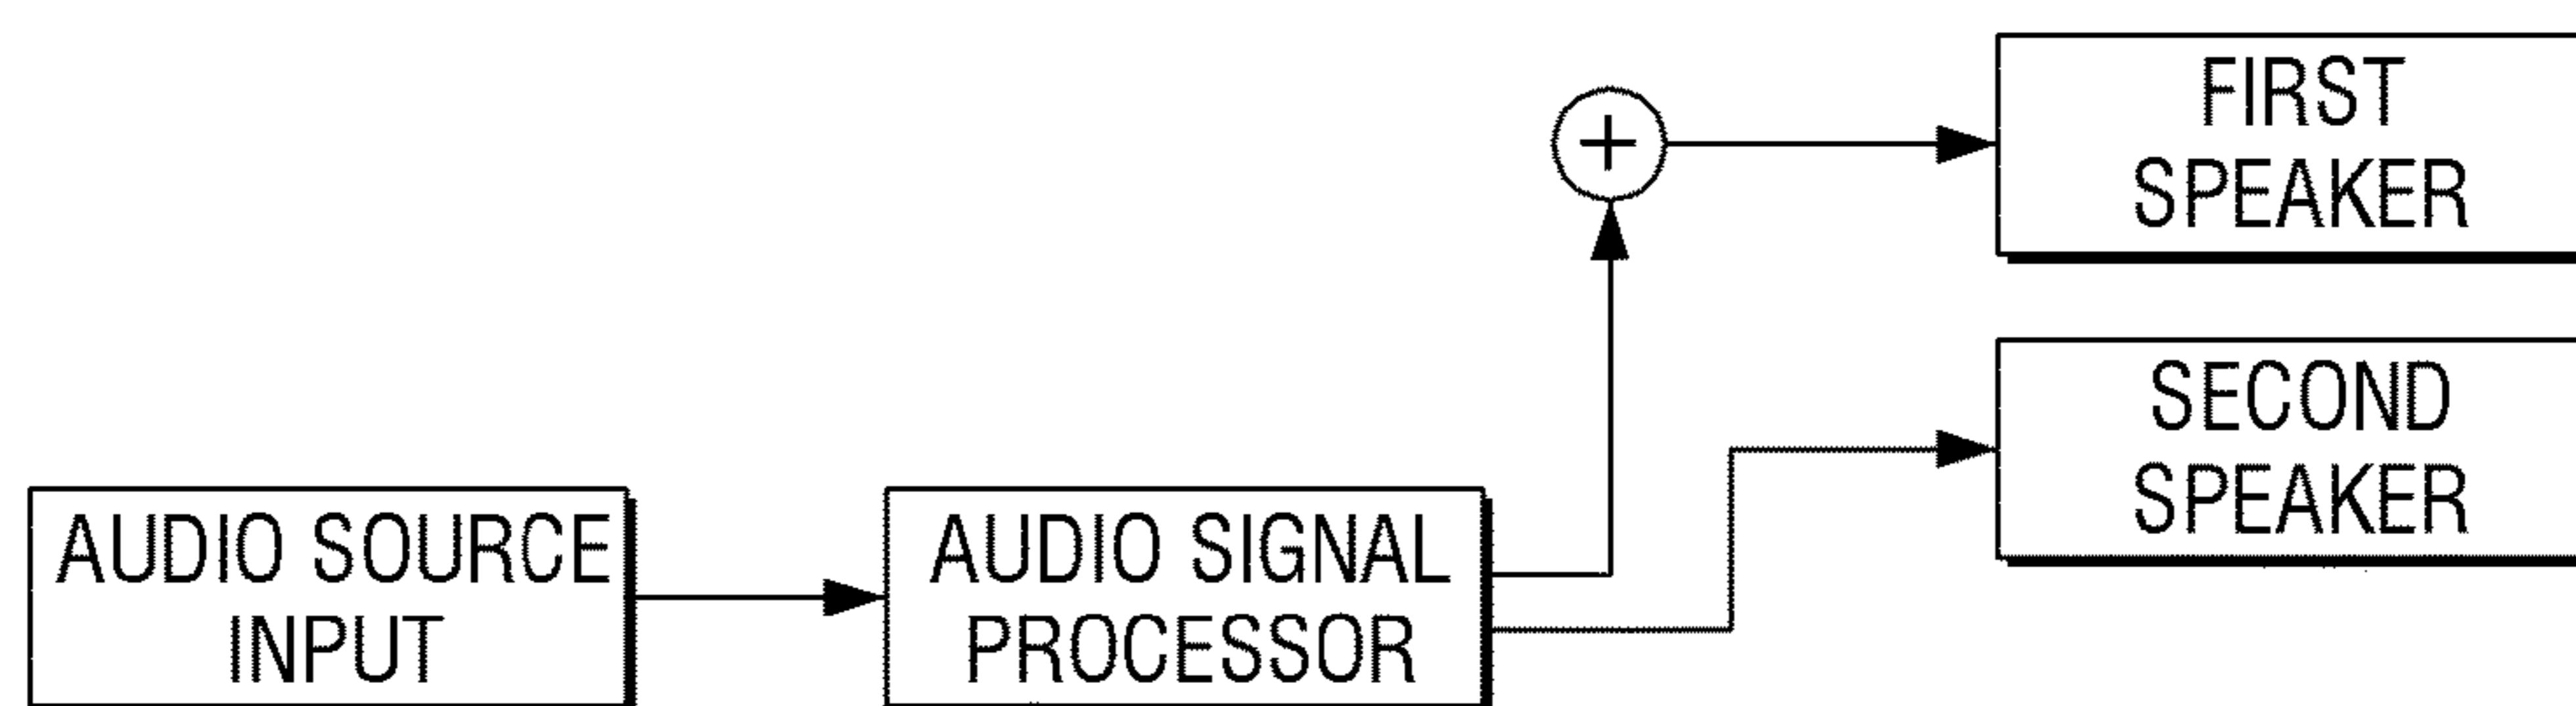 FIRST
SPEAKER
SECOND
SPEAKER
AUDIO SOURCE
INPUT
AUDIO SIGNAL
PROCESSOR